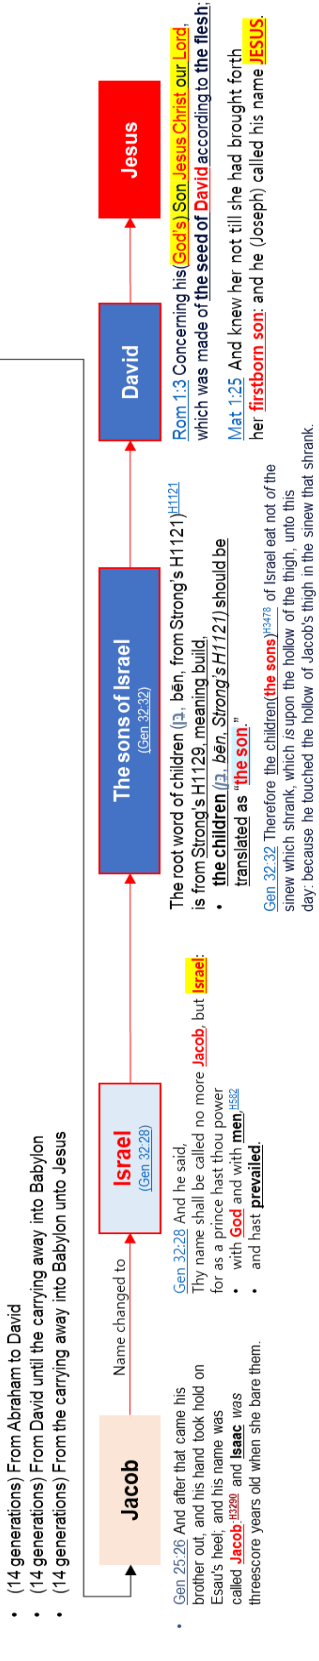 • (14 generations) From Abraham to David
• (14 generations) From David until the carrying away into Babylon
• (14 generations) From the carrying away into Babylon unto Jesus
Jacob
Name changed to
Israel
(Gen 32:28)
The sons of Israel
(Gen 32:32)
David
Jesus
• Gen 25:26 And after that came his
brother out, and his hand took hold on
Esau's heel; and his name was
called Jacob:H3290 and Isaac was
threescore years old when she bare them.
Gen 32:28 And he said,
Thy name shall be called no more Jacob, but Israel:
for as a prince hast thou power
• with God and with men,H582
• and hast prevailed.
The root word of children (בן, bên, from Strong's H1121)H1121
is from Strong's H1129, meaning build,
• the children (בן, bên, Strong's H1121) should be
translated as “the son.”
Gen 32:32 Therefore the children(the sons)H3478 of Israel eat not of the
sinew which shrank, which is upon the hollow of the thigh, unto this
day: because he touched the hollow of Jacob's thigh in the sinew that shrank.
Rom 1:3 Concerning his(God's) Son Jesus Christ our Lord,
which was made of the seed of David according to the flesh;
Mat 1:25 And knew her not till she had brought forth
her firstborn son: and he (Joseph) called his name JESUS.